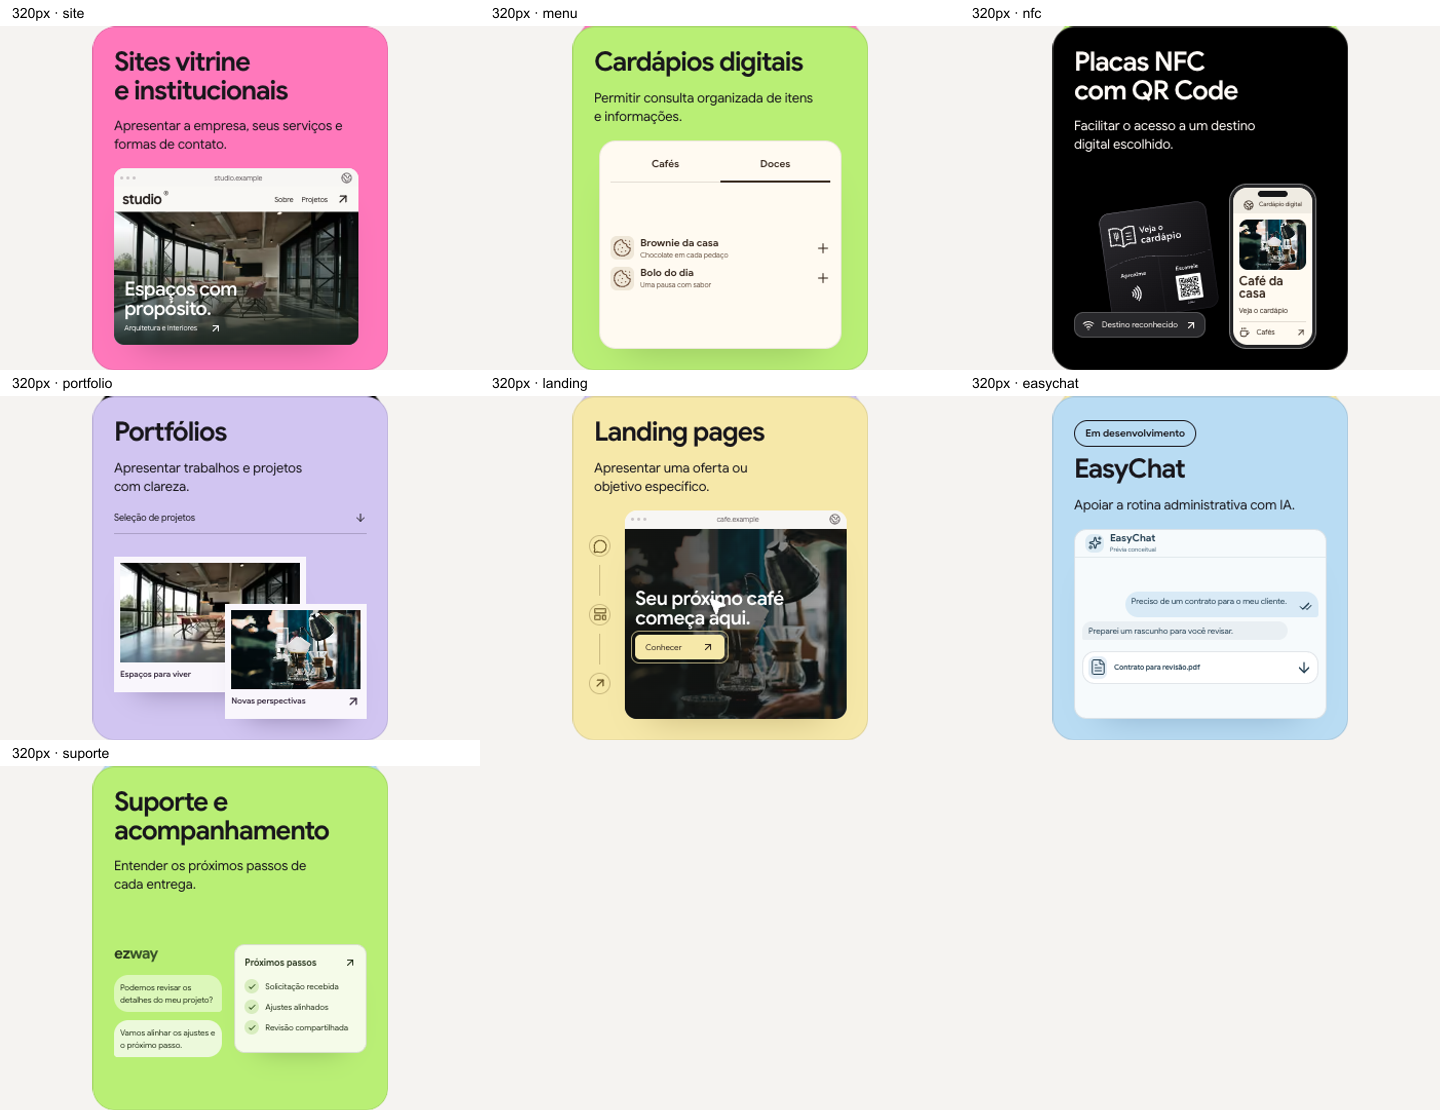 320px · site
Sites vitrine
e institucionais
Apresentar a empresa, seus serviços e
formas de contato.
studio.example
studio®
Sobre Projetos
Espaços com
propósito.
Arquitetura e Interiores
320px · menu
Cardápios digitais
Permitir consulta organizada de itens
e informações.
Cafés Doces
Brownie da casa
Chocolate em cada pedaço
Bolo do dia
Uma pausa com sabor
320px · nfc
Placas NFC
com QR Code
Facilitar o acesso a um destino
digital escolhido.
Veja o
cardápio
Aproxime
Escaneie
Destino reconhecido
Cardápio digital
Café da
casa
Veja o cardápio
Cafés
320px · portfolio
Portfólios
Apresentar trabalhos e projetos
com clareza.
Seleção de projetos
Espaços para viver
Novas perspectivas
320px · landing
Landing pages
Apresentar uma oferta ou
objetivo específico.
cafe.example
Seu próximo café
começa aqui.
Conhecer
320px · easychat
Em desenvolvimento
EasyChat
Apoiar a rotina administrativa com IA.
EasyChat
Prévia conceitual
Preciso de um contrato para o meu cliente.
Preparei um rascunho para você revisar.
Contrato para revisão.pdf
320px · suporte
Suporte e
acompanhamento
Entender os próximos passos de
cada entrega.
ezway
Podemos revisar os
detalhes do meu projeto?
Vamos alinhar os ajustes e
o próximo passo.
Próximos passos
Solicitação recebida
Ajustes alinhados
Revisão compartilhada